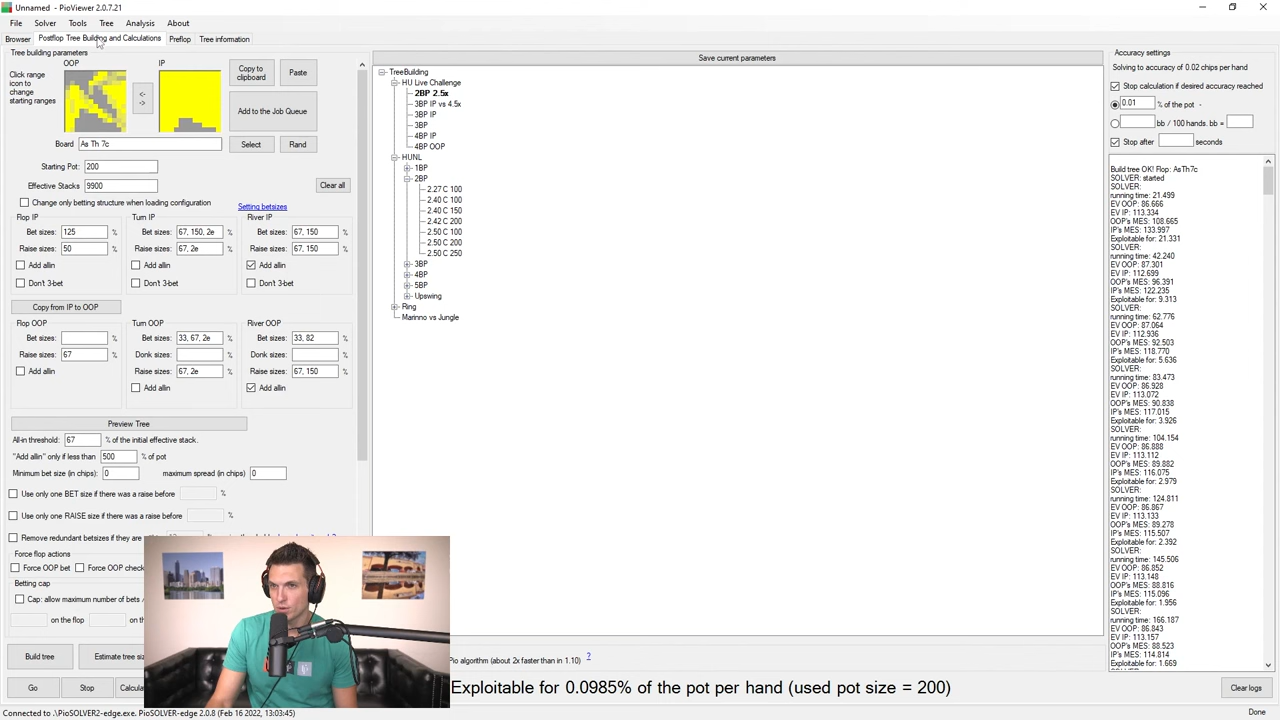 Unnamed - PioViewer 2.0.7.21
File Solver Tools Tree Analysis About
Browser Postflop Tree Building and Calculations Preflop Tree information
Tree building parameters
OOP IP
Click range icon to change starting ranges
<- ->
Copy to clipboard
Paste
Add to the Job Queue
Board As Th 7c Select Rand
Starting Pot: 200
Effective Stacks 9900 Clear all
Change only betting structure when loading configuration Setting betsizes
Flop IP Turn IP River IP
Bet sizes: 125 % Bet sizes: 67, 150, 2e % Bet sizes: 67, 150 %
Raise sizes: 50 % Raise sizes: 67, 2e % Raise sizes: 67, 150 %
Add allin Add allin Add allin
Don't 3-bet Don't 3-bet Don't 3-bet
Copy from IP to OOP
Flop OOP Turn OOP River OOP
Bet sizes: % Bet sizes: 33, 67, 2e % Bet sizes: 33, 82 %
Raise sizes: 67 % Donk sizes: % Donk sizes: %
Add allin Raise sizes: 67, 2e % Raise sizes: 67, 150 %
Add allin Add allin
Preview Tree
All-in threshold: 67 % of the initial effective stack.
"Add allin" only if less than 500 % of pot
Minimum bet size (in chips): 0 maximum spread (in chips) 0
Use only one BET size if there was a raise before %
Use only one RAISE size if there was a raise before %
Remove redundant betsizes if they are
Force flop actions
Force OOP bet Force OOP check
Betting cap
Cap: allow maximum number of bets /
on the flop on th
Build tree Estimate tree siz
Go Stop Calcula
Connected to .\PioSOLVER2-edge.exe. PioSOLVER-edge 2.0.8 (Feb 16 2022, 13:03:45)
Save current parameters
TreeBuilding
HU Live Challenge
2BP 2.5x
3BP IP vs 4.5x
3BP IP
3BP
4BP IP
4BP OOP
HUNL
1BP
2BP
2.27 C 100
2.40 C 100
2.40 C 150
2.42 C 200
2.50 C 100
2.50 C 200
2.50 C 250
3BP
4BP
5BP
Upswing
Ring
Marinno vs Jungle
Pio algorithm (about 2x faster than in 1.10) ?
Exploitable for 0.0985% of the pot per hand (used pot size = 200)
Accuracy settings
Solving to accuracy of 0.02 chips per hand
Stop calculation if desired accuracy reached
0.01 % of the pot -
bb / 100 hands. bb =
Stop after seconds
Build tree OK! Flop: AsTh7c
SOLVER: started
SOLVER:
running time: 21.499
EV OOP: 86.666
EV IP: 113.334
OOP's MES: 108.665
IP's MES: 133.997
Exploitable for: 21.331
SOLVER:
running time: 42.240
EV OOP: 87.301
EV IP: 112.699
OOP's MES: 96.391
IP's MES: 122.235
Exploitable for: 9.313
SOLVER:
running time: 62.776
EV OOP: 87.064
EV IP: 112.936
OOP's MES: 92.503
IP's MES: 118.770
Exploitable for: 5.636
SOLVER:
running time: 83.473
EV OOP: 86.928
EV IP: 113.072
OOP's MES: 90.838
IP's MES: 117.015
Exploitable for: 3.926
SOLVER:
running time: 104.154
EV OOP: 86.888
EV IP: 113.112
OOP's MES: 89.882
IP's MES: 116.075
Exploitable for: 2.979
SOLVER:
running time: 124.811
EV OOP: 86.867
EV IP: 113.133
OOP's MES: 89.278
IP's MES: 115.507
Exploitable for: 2.392
SOLVER:
running time: 145.506
EV OOP: 86.852
EV IP: 113.148
OOP's MES: 88.816
IP's MES: 115.096
Exploitable for: 1.956
SOLVER:
running time: 166.187
EV OOP: 86.843
EV IP: 113.157
OOP's MES: 88.523
IP's MES: 114.814
Exploitable for: 1.669
Clear logs
Done